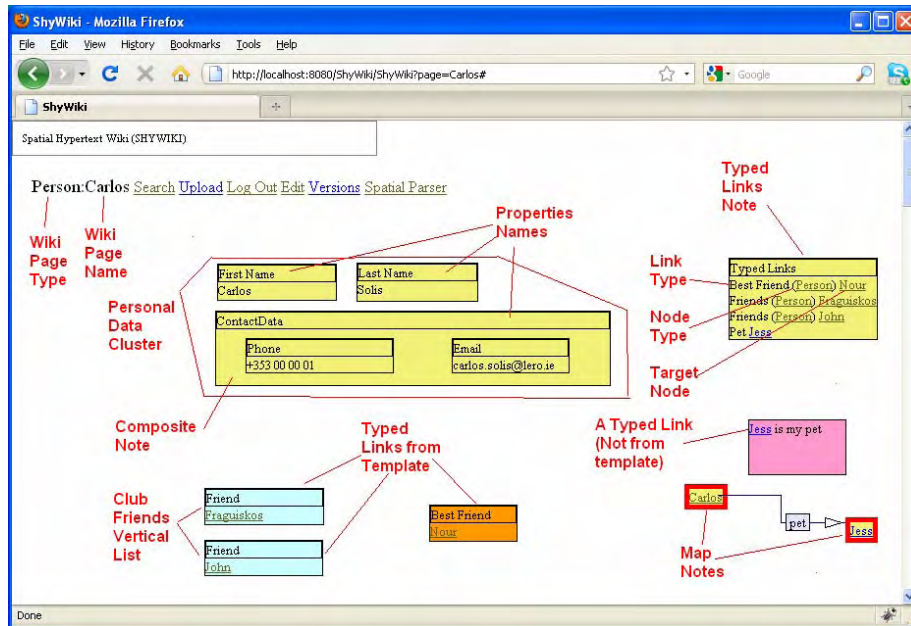 ShyWiki - Mozilla Firefox
File Edit View History Bookmarks Tools Help
http://localhost:8080/ShyWiki/ShyWiki?page=Carlos#
Google
ShyWiki
Spatial Hypertext Wiki (SHYWIKI)
Person:Carlos Search Upload Log Out Edit Versions Spatial Parser
Wiki
Page
Type
Wiki
Page
Name
Properties
Names
Typed
Links
Note
Personal
Data
Cluster
First Name
Carlos
Last Name
Solis
ContactData
Phone
+353 00 00 01
Email
carlos.solis@lero.ie
Link
Type
Node
Type
Target
Node
Typed Links
Best Friend (Person) Nour
Friends (Person) Fraguiskos
Friends (Person) John
Pet Jess
Composite
Note
Typed
Links from
Template
A Typed Link
(Not from
template)
Jess is my pet
Club
Friends
Vertical
List
Friend
Fraguiskos
Friend
John
Best Friend
Nour
Carlos
pet
Jess
Map
Notes
Done